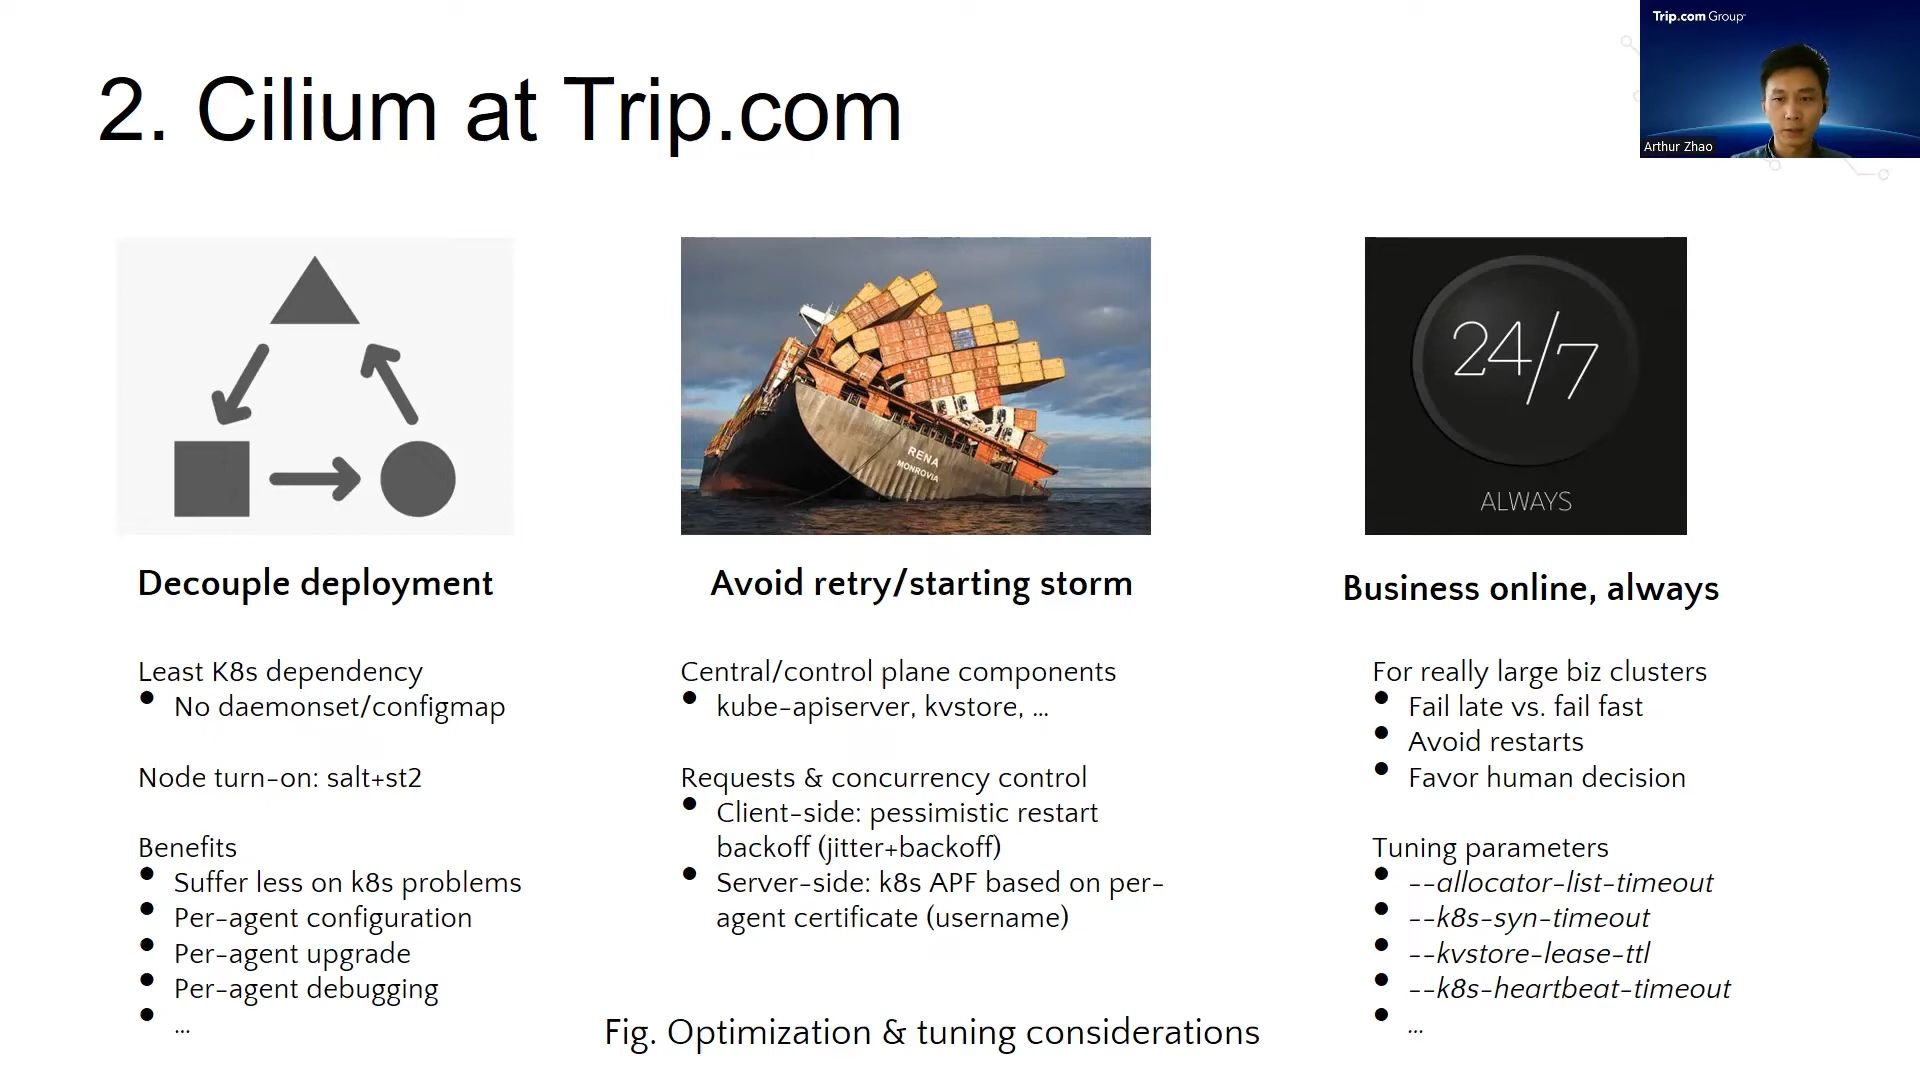 Trip.com Group
2. Cilium at Trip.com
Arthur Zhao
RENA
MONROVIA
24/7
ALWAYS
Decouple deployment
Least K8s dependency
• No daemonset/configmap
Node turn-on: salt+st2
Benefits
• Suffer less on k8s problems
• Per-agent configuration
• Per-agent upgrade
• Per-agent debugging
• ...
Avoid retry/starting storm
Central/control plane components
• kube-apiserver, kvstore, ...
Requests & concurrency control
• Client-side: pessimistic restart
backoff (jitter+backoff)
• Server-side: k8s APF based on per-
agent certificate (username)
Business online, always
For really large biz clusters
• Fail late vs. fail fast
• Avoid restarts
• Favor human decision
Tuning parameters
• --allocator-list-timeout
• --k8s-syn-timeout
• --kvstore-lease-ttl
• --k8s-heartbeat-timeout
• ...
Fig. Optimization & tuning considerations